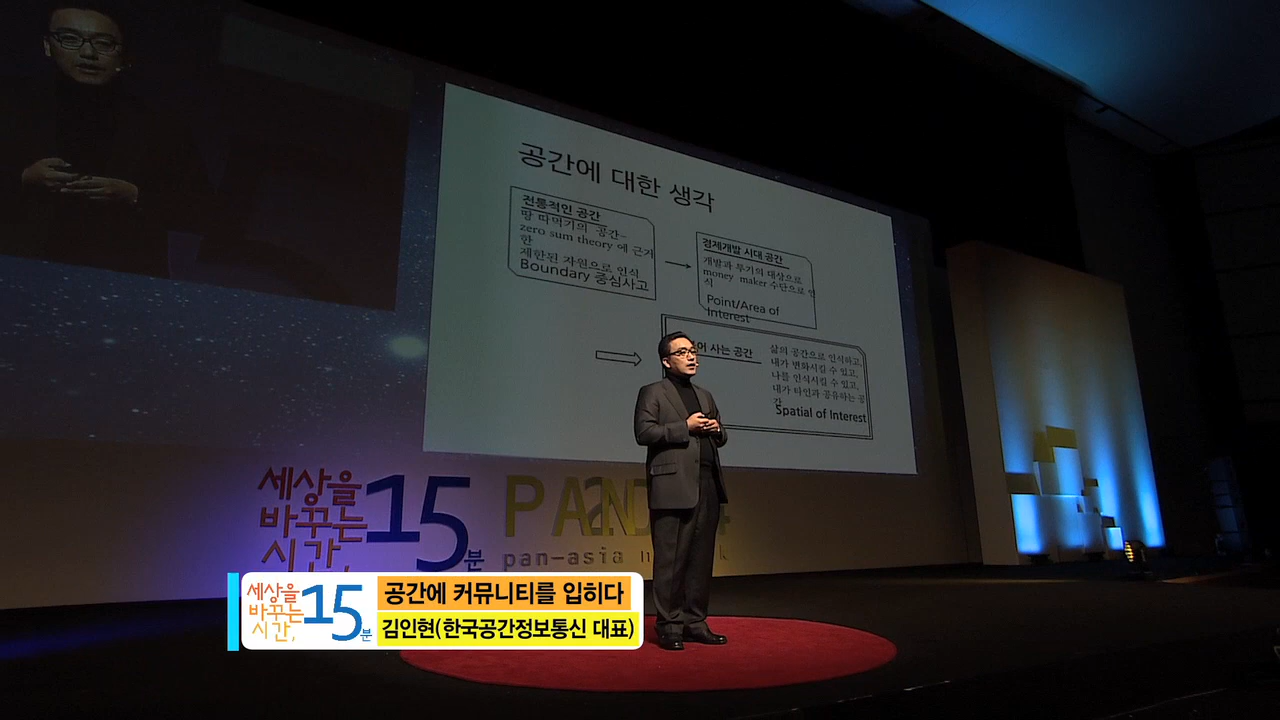 공간에 대한 생각
전통적인 공간
땅 따먹기의 공간-
zero sum theory 에 근거
한
제한된 자원으로 인식
Boundary 중심사고
경제개발 시대 공간
개발과 투기의 대상으로
money maker 수단으로 인
식
Point/Area of
Interest
어 사는 공간
삶의 공간으로 인식하고,
내가 변화시킬 수 있고,
나를 인식시킬 수 있고,
내가 타인과 공유하는 공
간
Spatial of Interest
세상을
바꾸는
시간,
15분
PAN
pan-asia
세상을
바꾸는
시간,
15분
공간에 커뮤니티를 입히다
김인현(한국공간정보통신 대표)